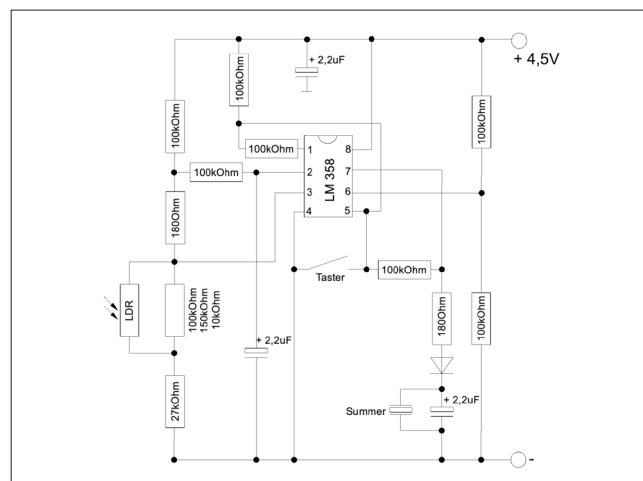 + 2,2uF
+ 4,5V
100kOhm
100kOhm
100kOhm
100kOhm
100kOhm
1
2
3
4
LM 358
8
7
6
5
180Ohm
Taster
100kOhm
LDR
100kOhm
150kOhm
10kOhm
180Ohm
100kOhm
+ 2,2uF
27kOhm
Summer
+ 2,2uF
-